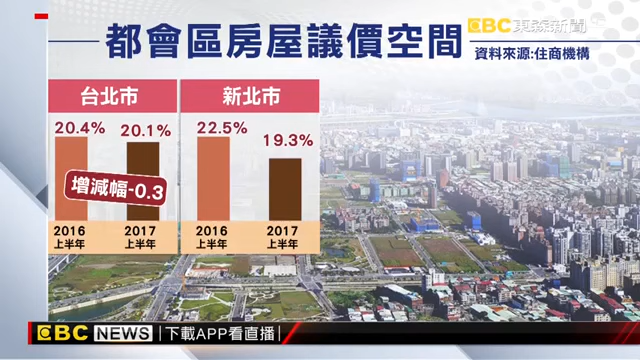 都會區房屋議價空間
EBC 東森新聞
資料來源:住商機構
台北市
新北市
20.4%
20.1%
22.5%
19.3%
增減幅-0.3
2016
上半年
2017
上半年
2016
上半年
2017
上半年
EBC NEWS 下載APP看直播